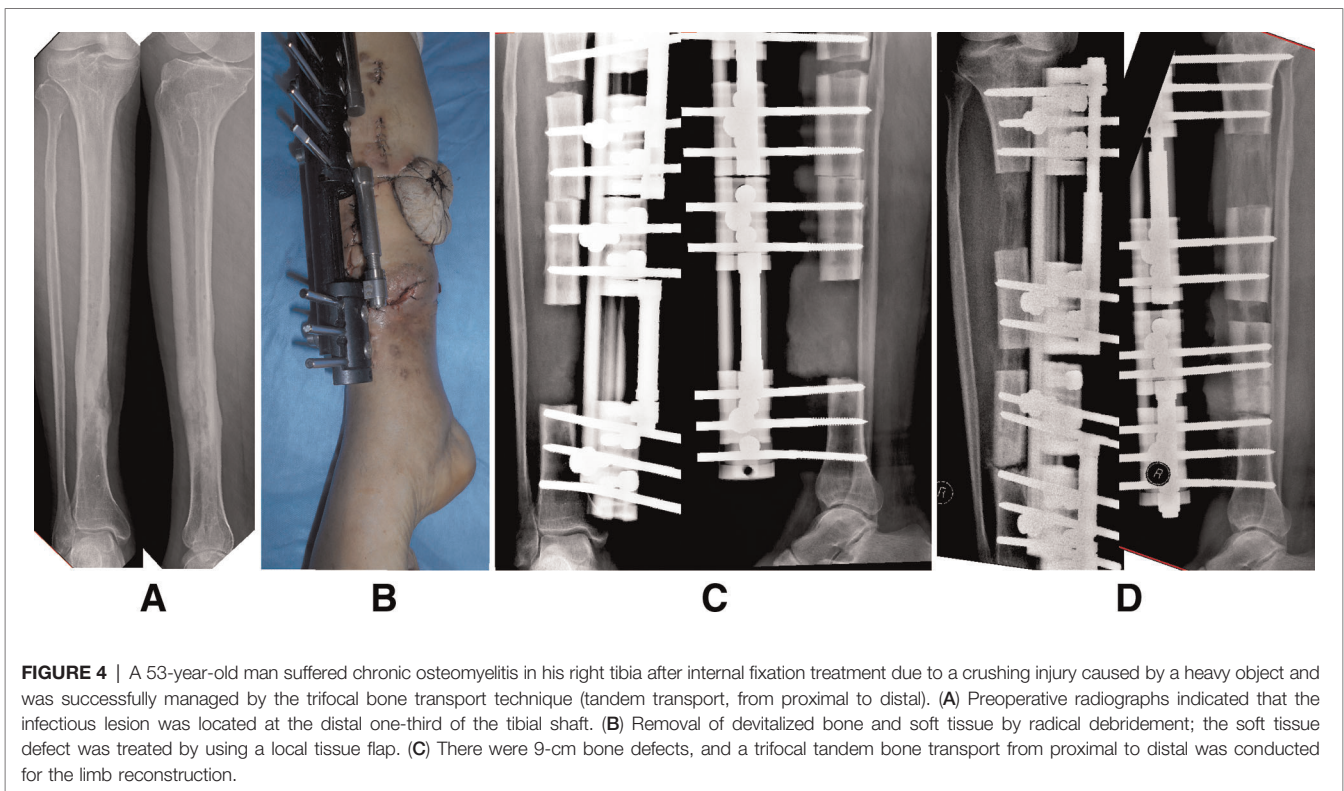 A
B
C
D
R
R
FIGURE 4 | A 53-year-old man suffered chronic osteomyelitis in his right tibia after internal fixation treatment due to a crushing injury caused by a heavy object and
was successfully managed by the trifocal bone transport technique (tandem transport, from proximal to distal). (A) Preoperative radiographs indicated that the
infectious lesion was located at the distal one-third of the tibial shaft. (B) Removal of devitalized bone and soft tissue by radical debridement; the soft tissue
defect was treated by using a local tissue flap. (C) There were 9-cm bone defects, and a trifocal tandem bone transport from proximal to distal was conducted
for the limb reconstruction.